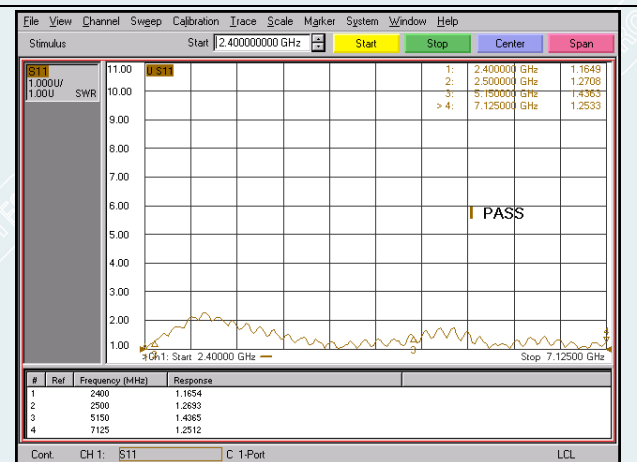 File View Channel Sweep Calibration Trace Scale Marker System Window Help
Stimulus Start 2.400000000 GHz Start Stop Center Span
S11
1.000U/
1.00U SWR
11.00
10.00
9.00
8.00
7.00
6.00
5.00
4.00
3.00
2.00
1.00
U S11
1: 2.400000 GHz 1.1649
2: 2.500000 GHz 1.2708
3: 5.150000 GHz 1.4363
> 4: 7.125000 GHz 1.2533
PASS
3
Ch1: Start 2.40000 GHz
Stop 7.12500 GHz
# Ref Frequency (MHz) Response
1 2400 1.1654
2 2500 1.2693
3 5150 1.4365
4 7125 1.2512
Cont. CH 1: S11 C 1-Port LCL